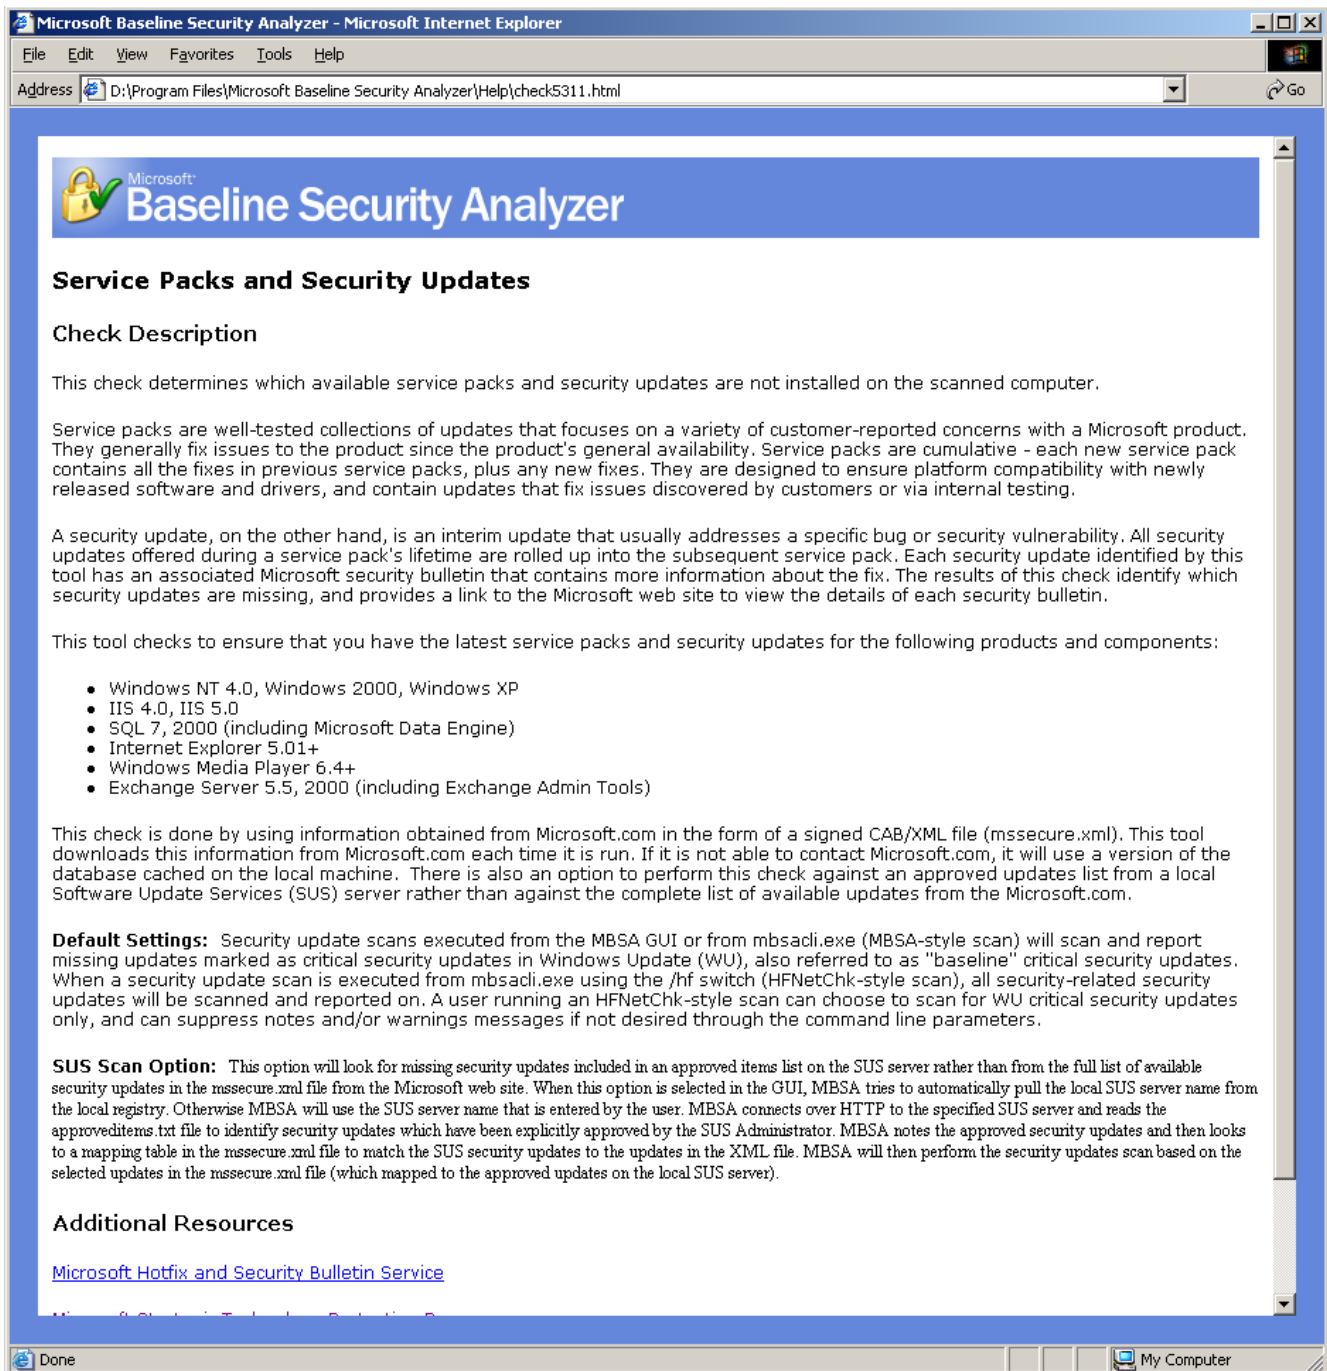 Microsoft Baseline Security Analyzer - Microsoft Internet Explorer
File Edit View Favorites Tools Help
Address D:\Program Files\Microsoft Baseline Security Analyzer\Help\check5311.html Go
Microsoft
Baseline Security Analyzer
Service Packs and Security Updates
Check Description
This check determines which available service packs and security updates are not installed on the scanned computer.
Service packs are well-tested collections of updates that focuses on a variety of customer-reported concerns with a Microsoft product.
They generally fix issues to the product since the product's general availability. Service packs are cumulative - each new service pack
contains all the fixes in previous service packs, plus any new fixes. They are designed to ensure platform compatibility with newly
released software and drivers, and contain updates that fix issues discovered by customers or via internal testing.
A security update, on the other hand, is an interim update that usually addresses a specific bug or security vulnerability. All security
updates offered during a service pack's lifetime are rolled up into the subsequent service pack. Each security update identified by this
tool has an associated Microsoft security bulletin that contains more information about the fix. The results of this check identify which
security updates are missing, and provides a link to the Microsoft web site to view the details of each security bulletin.
This tool checks to ensure that you have the latest service packs and security updates for the following products and components:
• Windows NT 4.0, Windows 2000, Windows XP
• IIS 4.0, IIS 5.0
• SQL 7, 2000 (including Microsoft Data Engine)
• Internet Explorer 5.01+
• Windows Media Player 6.4+
• Exchange Server 5.5, 2000 (including Exchange Admin Tools)
This check is done by using information obtained from Microsoft.com in the form of a signed CAB/XML file (mssecure.xml). This tool
downloads this information from Microsoft.com each time it is run. If it is not able to contact Microsoft.com, it will use a version of the
database cached on the local machine. There is also an option to perform this check against an approved updates list from a local
Software Update Services (SUS) server rather than against the complete list of available updates from the Microsoft.com.
Default Settings: Security update scans executed from the MBSA GUI or from mbsacli.exe (MBSA-style scan) will scan and report
missing updates marked as critical security updates in Windows Update (WU), also referred to as "baseline" critical security updates.
When a security update scan is executed from mbsacli.exe using the /hf switch (HFNetChk-style scan), all security-related security
updates will be scanned and reported on. A user running an HFNetChk-style scan can choose to scan for WU critical security updates
only, and can suppress notes and/or warnings messages if not desired through the command line parameters.
SUS Scan Option: This option will look for missing security updates included in an approved items list on the SUS server rather than from the full list of available
security updates in the mssecure.xml file from the Microsoft web site. When this option is selected in the GUI, MBSA tries to automatically pull the local SUS server name from
the local registry. Otherwise MBSA will use the SUS server name that is entered by the user. MBSA connects over HTTP to the specified SUS server and reads the
approveditems.txt file to identify security updates which have been explicitly approved by the SUS Administrator. MBSA notes the approved security updates and then looks
to a mapping table in the mssecure.xml file to match the SUS security updates to the updates in the XML file. MBSA will then perform the security updates scan based on the
selected updates in the mssecure.xml file (which mapped to the approved updates on the local SUS server).
Additional Resources
Microsoft Hotfix and Security Bulletin Service
Done My Computer